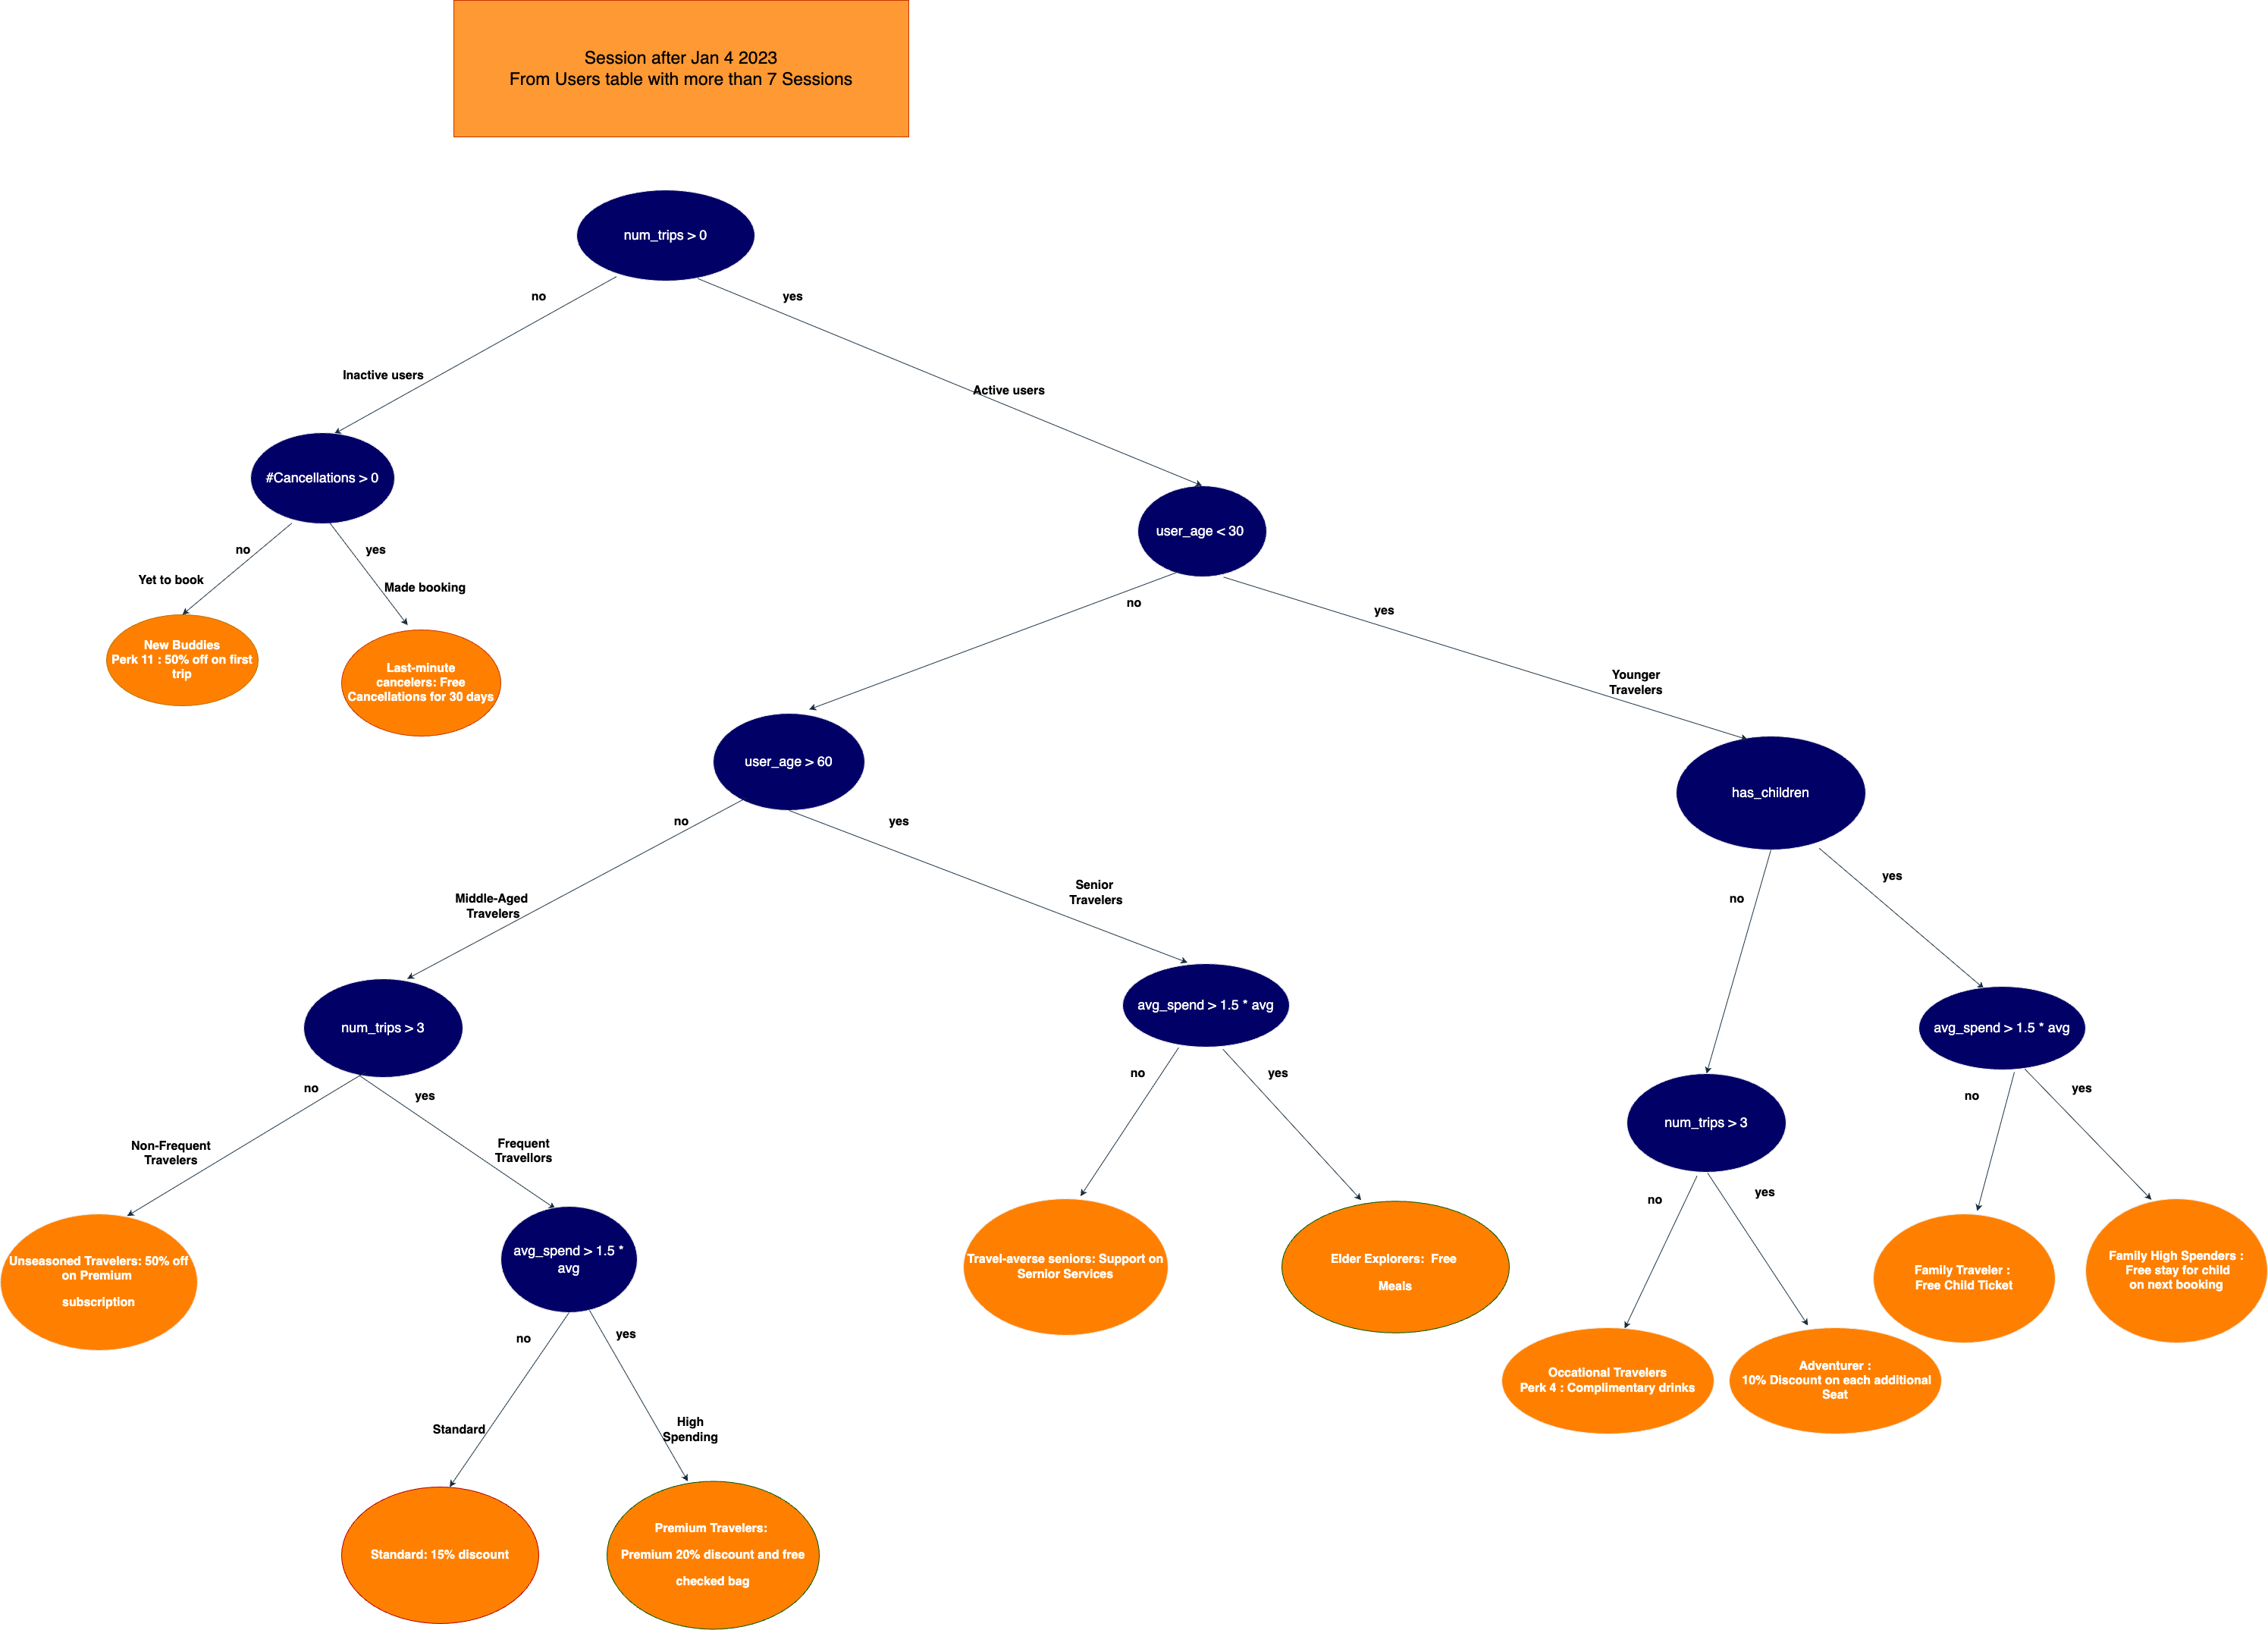 Session after Jan 4 2023
From Users table with more than 7 Sessions
num_trips > 0
no
yes
Inactive users
Active users
#Cancellations > 0
user_age < 30
no
yes
Yet to book
Made booking
no
yes
New Buddies
Perk 11 : 50% off on first
trip
Last-minute
cancelers: Free
Cancellations for 30 days
Younger
Travelers
user_age > 60
has_children
no
yes
Middle-Aged
Travelers
Senior
Travelers
no
yes
num_trips > 3
avg_spend > 1.5 * avg
avg_spend > 1.5 * avg
no
yes
no
yes
num_trips > 3
no
yes
Non-Frequent
Travelers
Frequent
Travellors
no
yes
Unseasoned Travelers: 50% off
on Premium
subscription
avg_spend > 1.5 *
avg
Travel-averse seniors: Support on
Sernior Services
Elder Explorers:  Free
Meals
Family Traveler :
Free Child Ticket
Family High Spenders :
Free stay for child
on next booking
no
yes
Occational Travelers
Perk 4 : Complimentary drinks
Adventurer :
10% Discount on each additional
Seat
Standard
High
Spending
Standard: 15% discount
Premium Travelers:
Premium 20% discount and free
checked bag